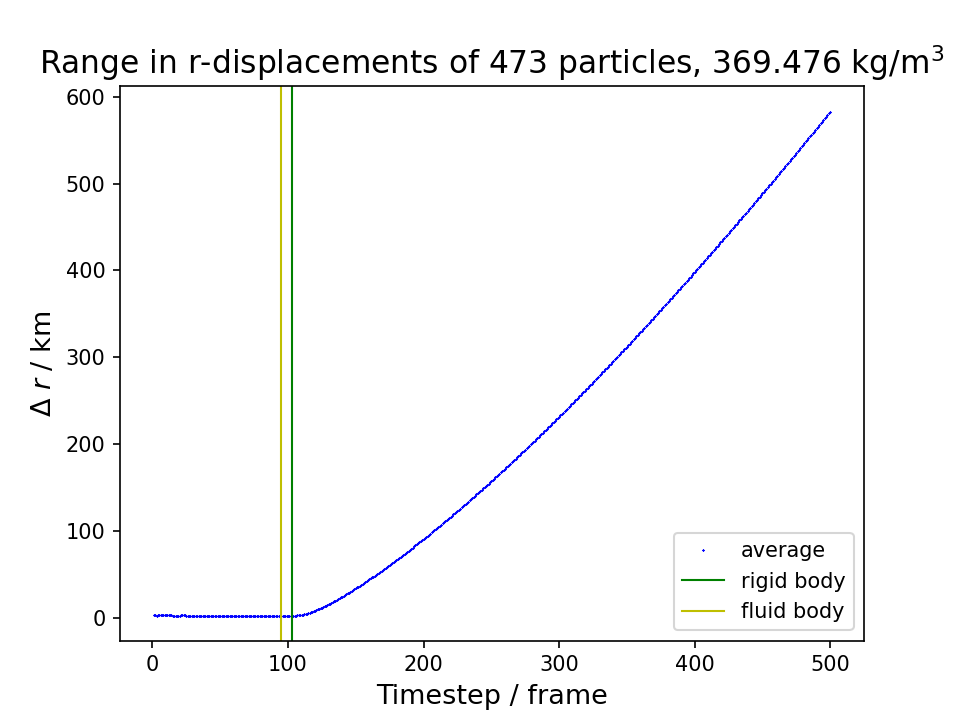 Range in r-displacements of 473 particles, 369.476 kg/m³
600
500
400
300
200
100
0
Δ r / km
average
rigid body
fluid body
0 100 200 300 400 500
Timestep / frame